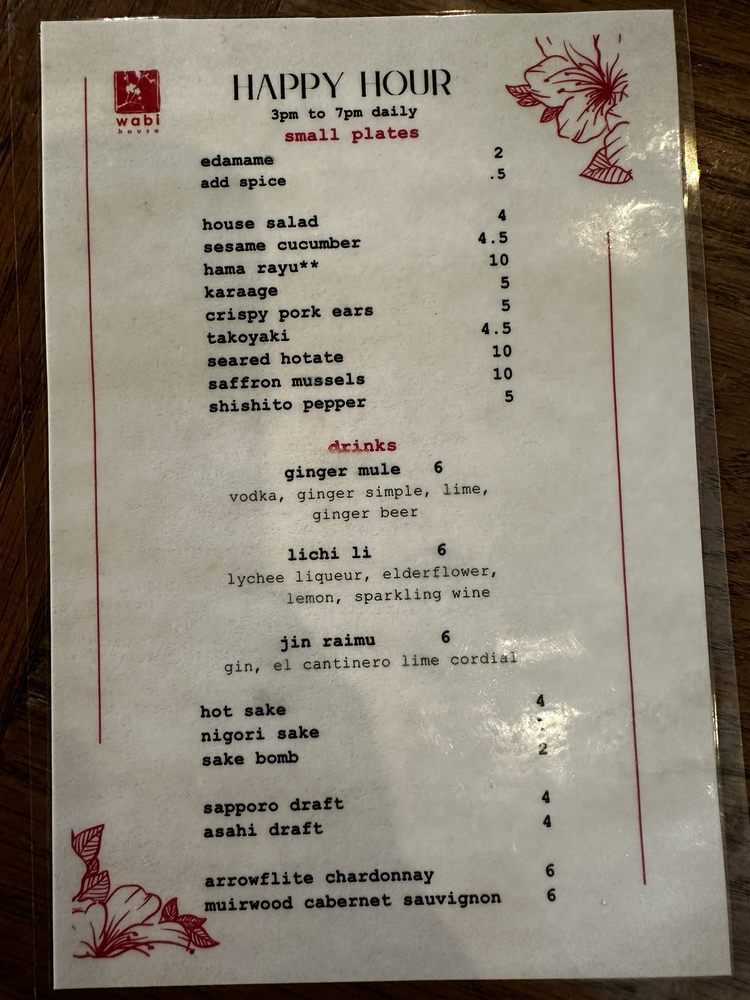 wabi
house
HAPPY HOUR
3pm to 7pm daily
small plates
edamame 2
add spice .5
house salad 4
sesame cucumber 4.5
hama rayu** 10
karaage 5
crispy pork ears 5
takoyaki 4.5
seared hotate 10
saffron mussels 10
shishito pepper 5
drinks
ginger mule 6
vodka, ginger simple, lime,
ginger beer
lichi li 6
lychee liqueur, elderflower,
lemon, sparkling wine
jin raimu 6
gin, el cantinero lime cordial
hot sake 4
nigori sake
sake bomb 2
sapporo draft 4
asahi draft 4
arrowflite chardonnay 6
muirwood cabernet sauvignon 6